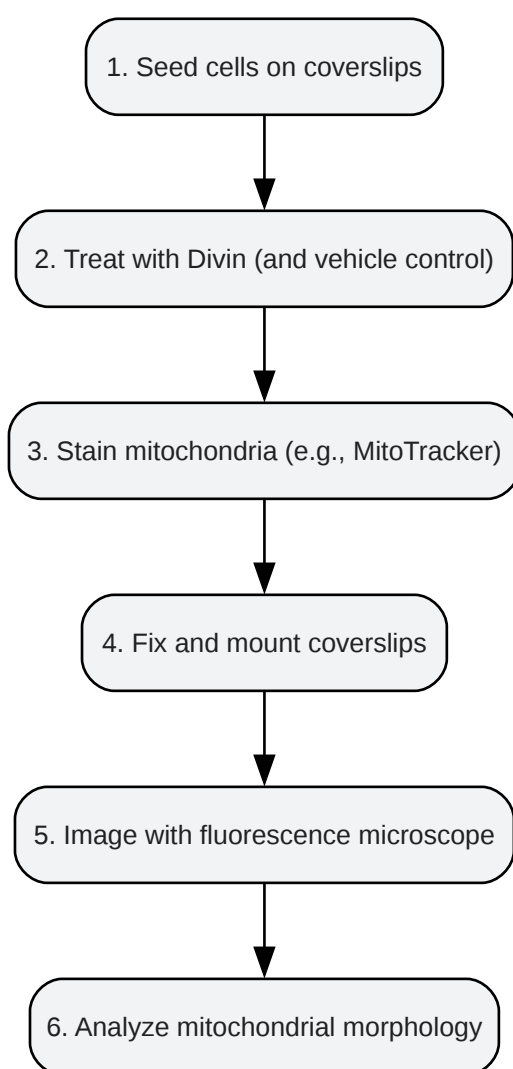 1. Seed cells on coverslips
2. Treat with Divin (and vehicle control)
3. Stain mitochondria (e.g., MitoTracker)
4. Fix and mount coverslips
5. Image with fluorescence microscope
6. Analyze mitochondrial morphology